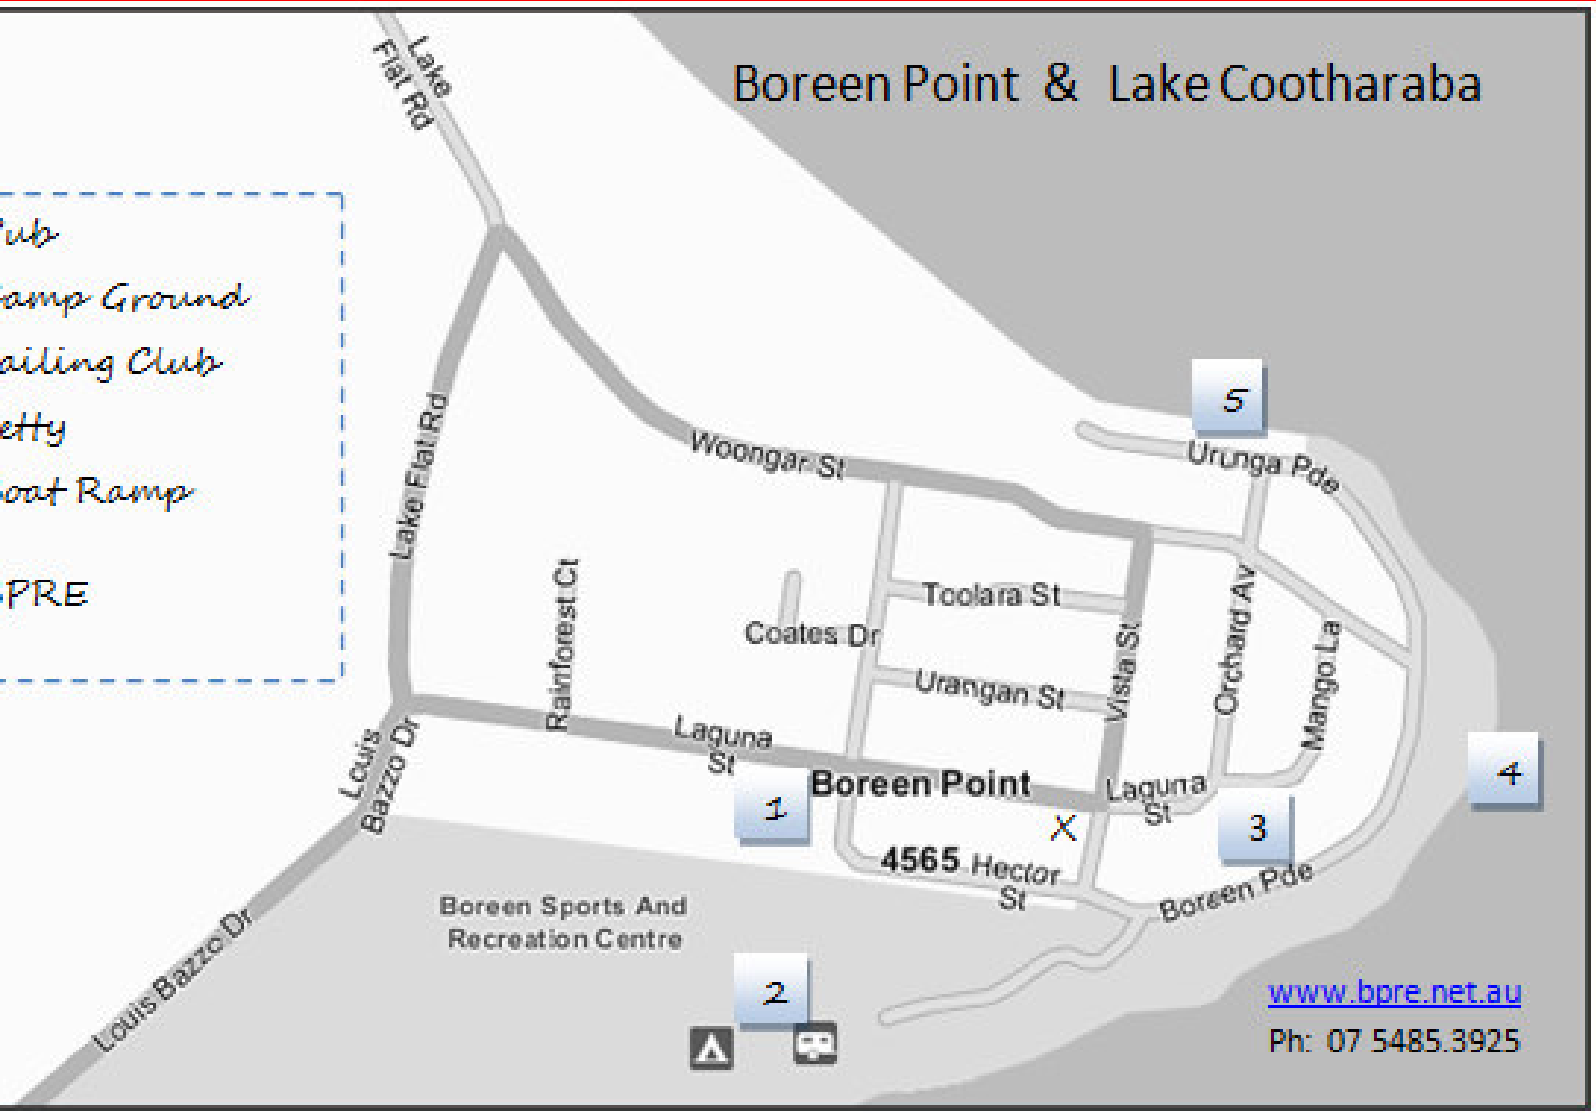 Lake
Flat Rd
Boreen Point & Lake Cootharaba
ub
amp Ground
ailing Club
etty
oat Ramp
PRE
5
Urunga Pde
Woongar St
Lake Flat Rd
Toolara St
Rainforest Ct
Coates Dr
Orchard Av
Vista St
Mango La
Urangan St
Laguna
St
Louis
Bazzo Dr
4
1
Boreen Point
Laguna
St
X
3
4565 Hector
St
Boreen Pde
Boreen Sports And
Recreation Centre
Louis Bazzo Dr
2
www.bpre.net.au
Ph: 07 5485.3925